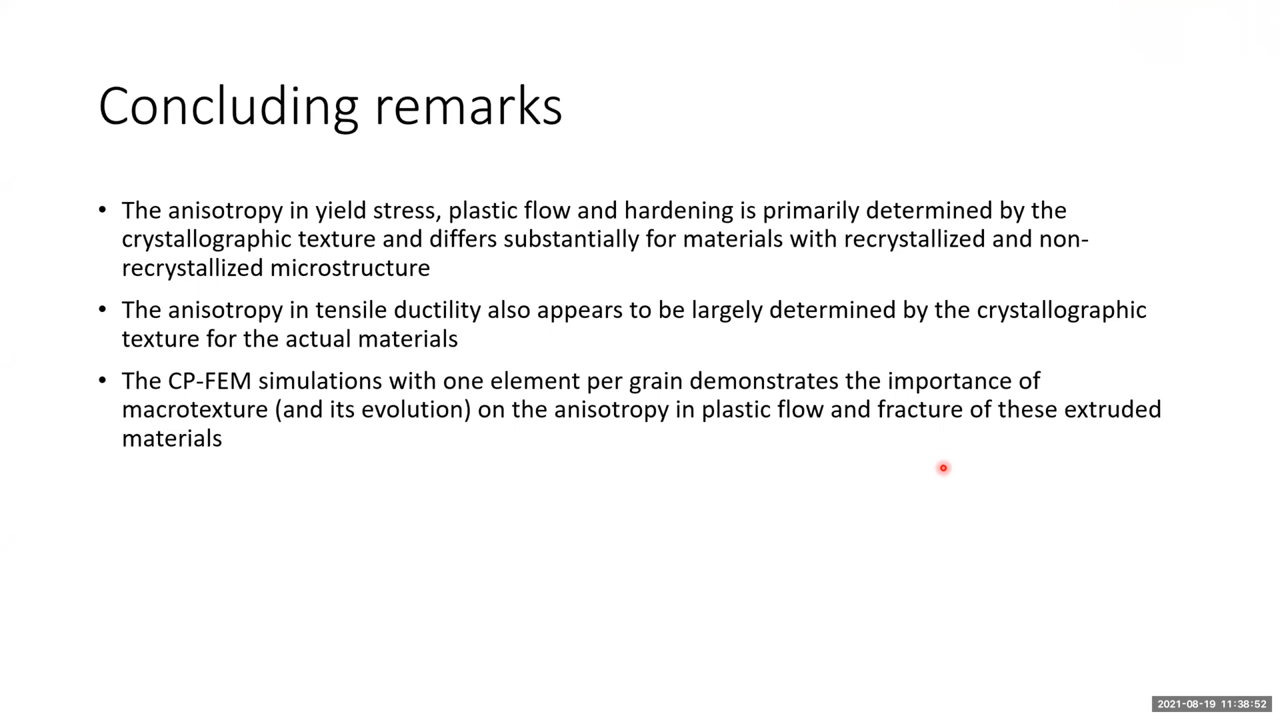 Concluding remarks
• The anisotropy in yield stress, plastic flow and hardening is primarily determined by the
crystallographic texture and differs substantially for materials with recrystallized and non-
recrystallized microstructure
• The anisotropy in tensile ductility also appears to be largely determined by the crystallographic
texture for the actual materials
• The CP-FEM simulations with one element per grain demonstrates the importance of
macrotexture (and its evolution) on the anisotropy in plastic flow and fracture of these extruded
materials
2021-08-19 11:38:52